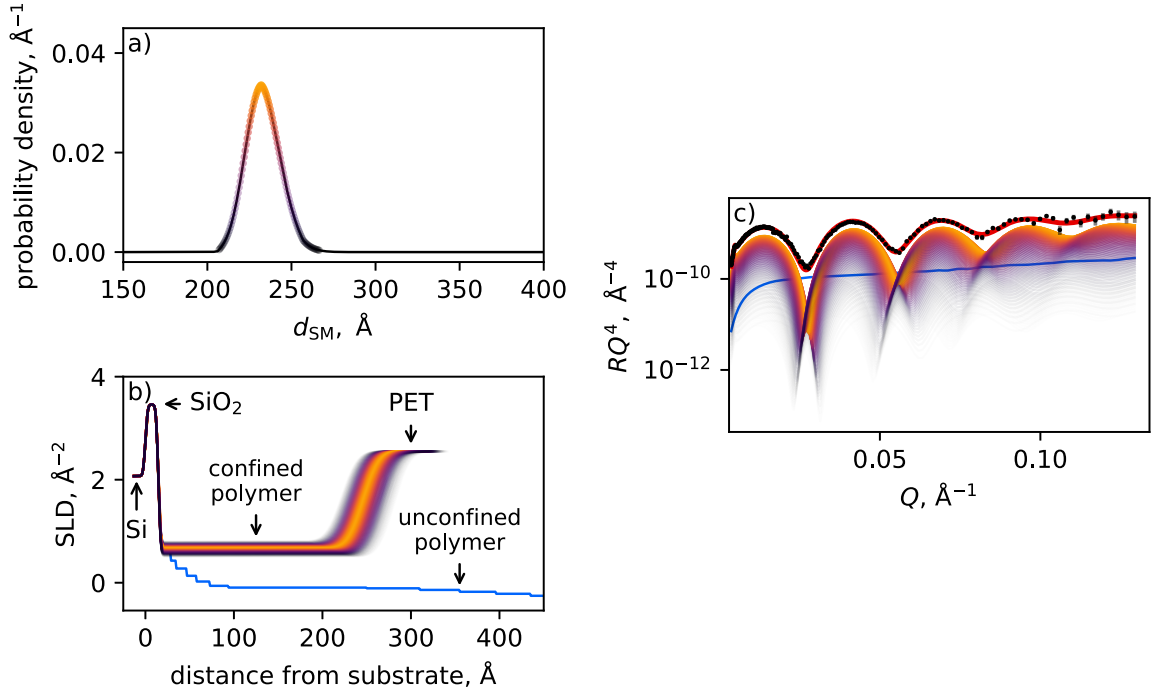 a)
probability density, Å⁻¹
0.04
0.02
0.00
150 200 250 300 350 400
d_SM, Å
b)
SLD, Å⁻²
4
2
0
SiO₂
PET
confined
polymer
Si
unconfined
polymer
0 100 200 300 400
distance from substrate, Å
c)
RQ⁴, Å⁻⁴
10⁻¹⁰
10⁻¹²
0.05 0.10
Q, Å⁻¹